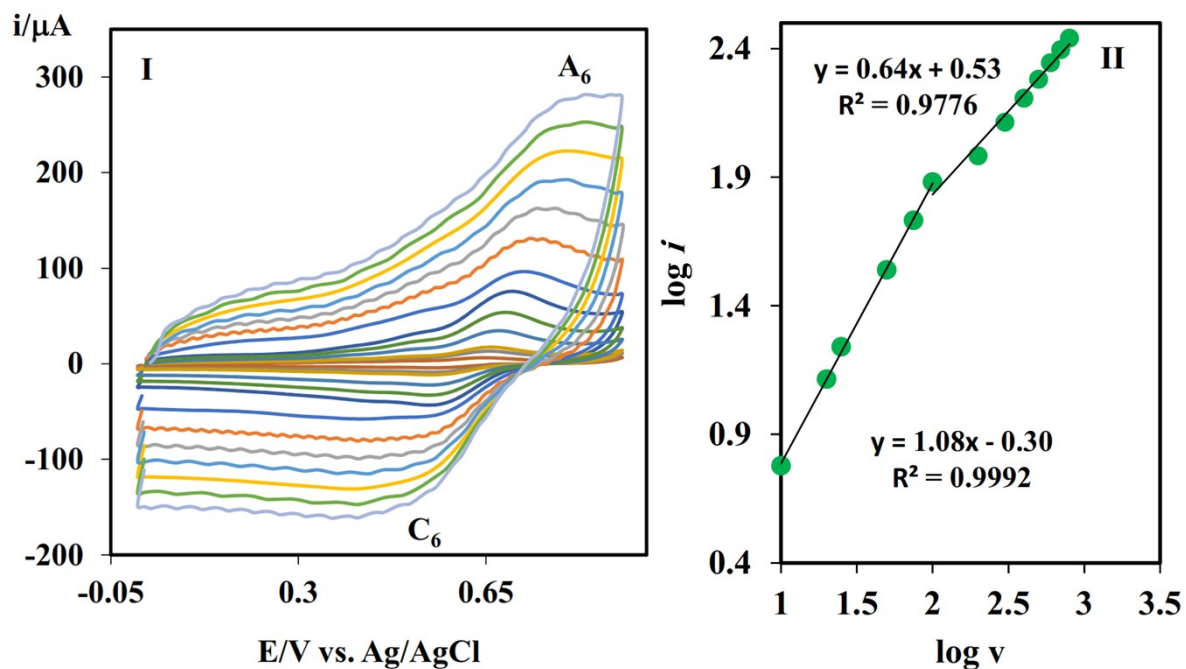 i/µA
I
A6
300
200
100
0
-100
-200
C6
-0.05
0.3
0.65
E/V vs. Ag/AgCl
II
y = 0.64x + 0.53
R² = 0.9776
2.4
1.9
1.4
0.9
0.4
log i
y = 1.08x - 0.30
R² = 0.9992
1
1.5
2
2.5
3
3.5
log v